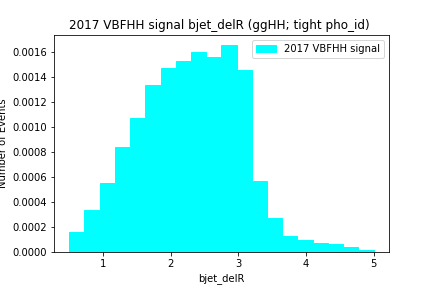 2017 VBFHH signal bjet_delR (ggHH; tight pho_id)
2017 VBFHH signal
0.0016
0.0014
0.0012
0.0010
0.0008
0.0006
0.0004
0.0002
0.0000
Number of Events
1 2 3 4 5
bjet_delR